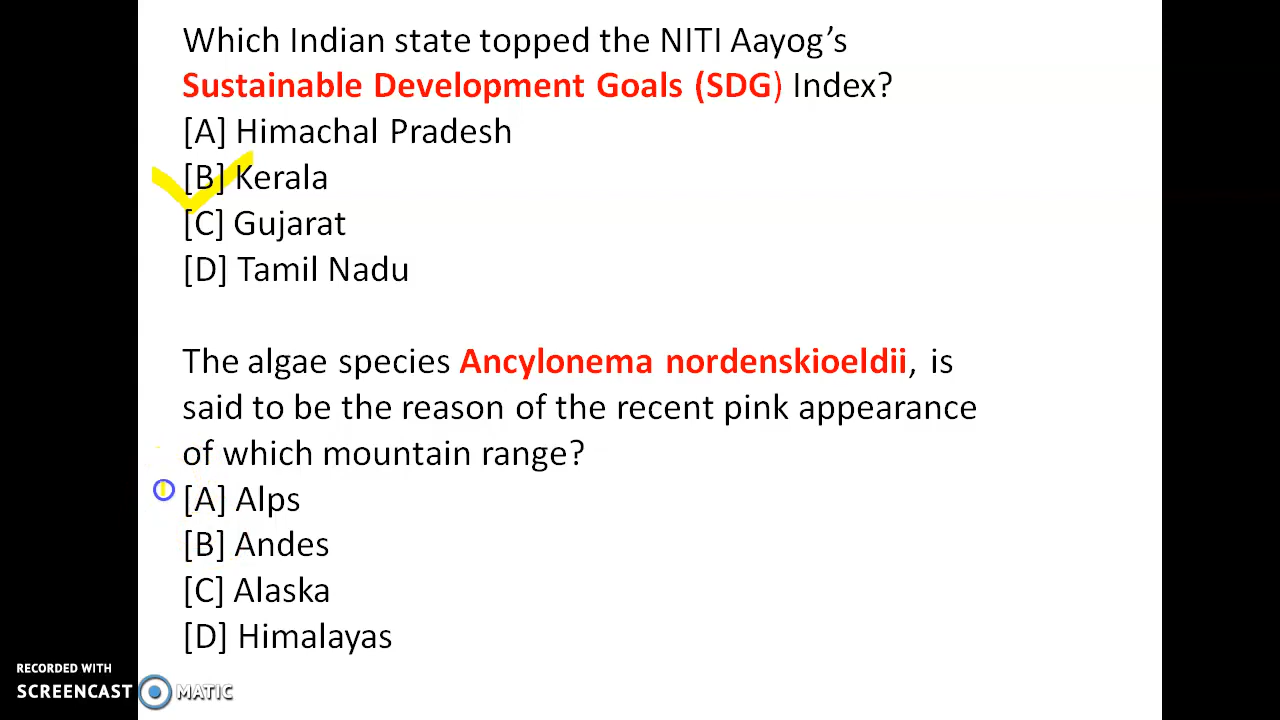 Which Indian state topped the NITI Aayog’s
Sustainable Development Goals (SDG) Index?
[A] Himachal Pradesh
[B] Kerala
[C] Gujarat
[D] Tamil Nadu
The algae species Ancylonema nordenskioeldii, is
said to be the reason of the recent pink appearance
of which mountain range?
[A] Alps
[B] Andes
[C] Alaska
[D] Himalayas
RECORDED WITH
SCREENCAST MATIC